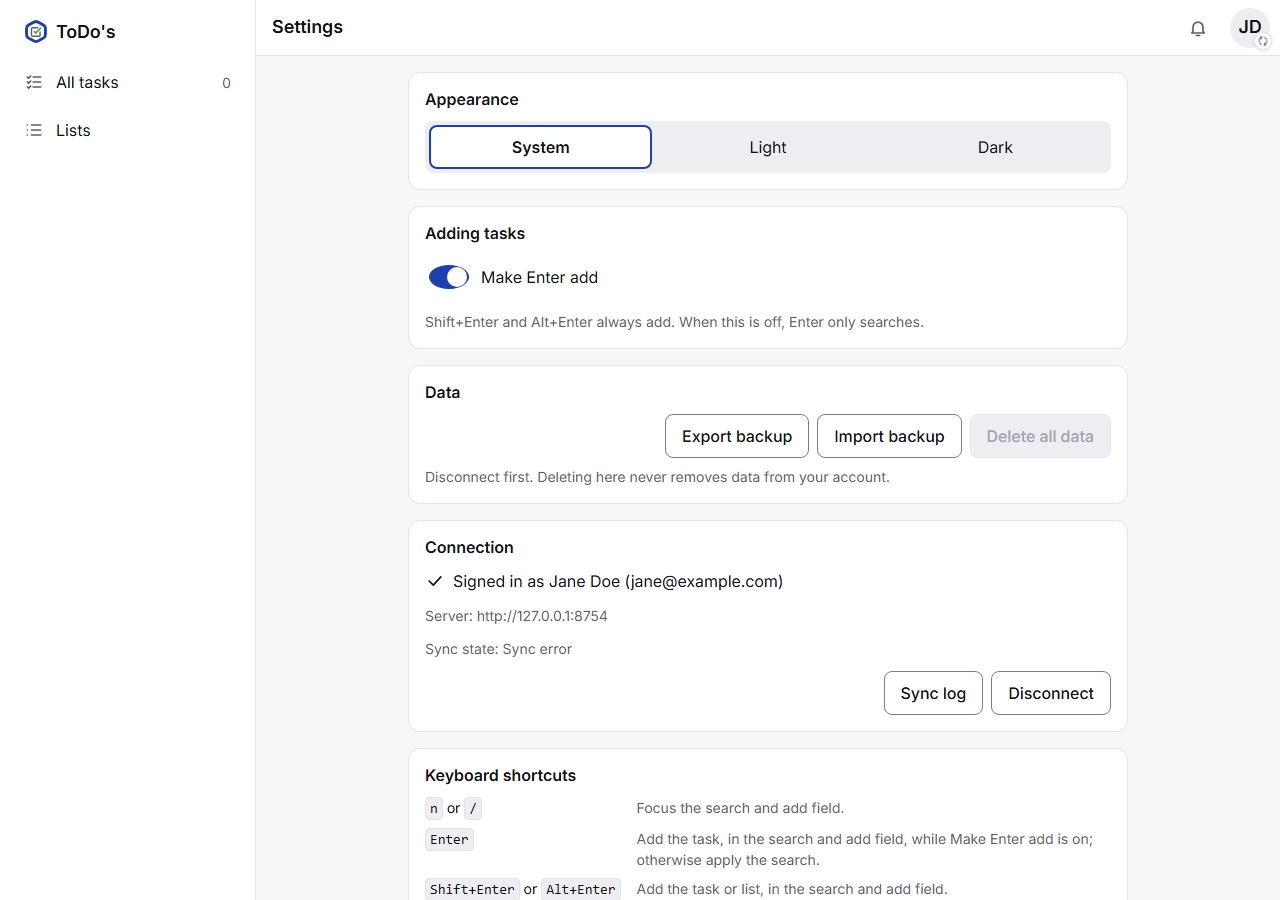 ToDo's
All tasks 0
Lists
Settings
JD
Appearance
System Light Dark
Adding tasks
Make Enter add
Shift+Enter and Alt+Enter always add. When this is off, Enter only searches.
Data
Export backup Import backup Delete all data
Disconnect first. Deleting here never removes data from your account.
Connection
Signed in as Jane Doe (jane@example.com)
Server: http://127.0.0.1:8754
Sync state: Sync error
Sync log Disconnect
Keyboard shortcuts
n or / Focus the search and add field.
Enter Add the task, in the search and add field, while Make Enter add is on;
otherwise apply the search.
Shift+Enter or Alt+Enter Add the task or list, in the search and add field.